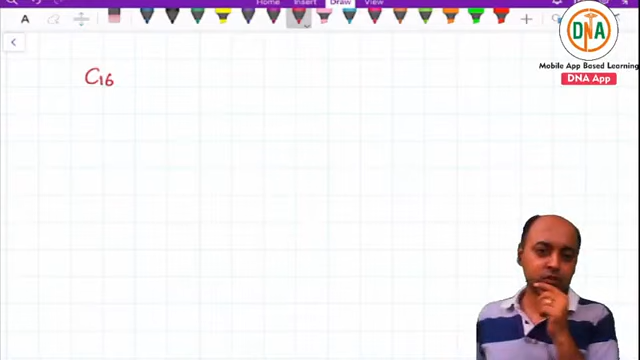 Home Insert Draw View
A
DNA
Mobile App Based Learning
DNA App
C16